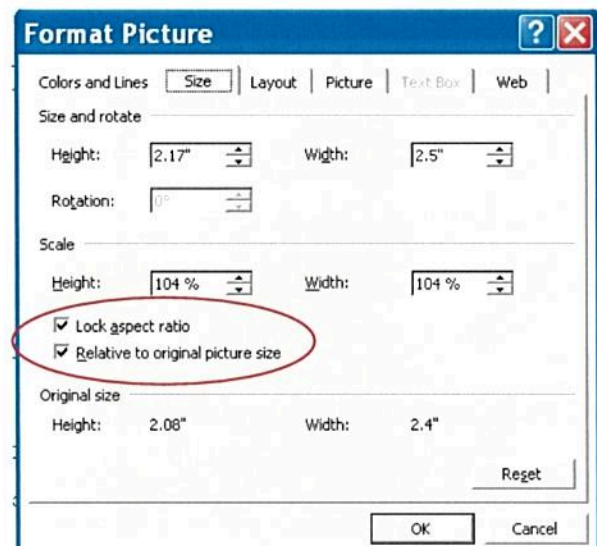 Format Picture ?
Colors and Lines Size Layout Picture Text Box Web
Size and rotate
Height: 2.17" Width: 2.5"
Rotation: 0°
Scale
Height: 104 % Width: 104 %
Lock aspect ratio
Relative to original picture size
Original size
Height: 2.08" Width: 2.4"
Reset
OK Cancel